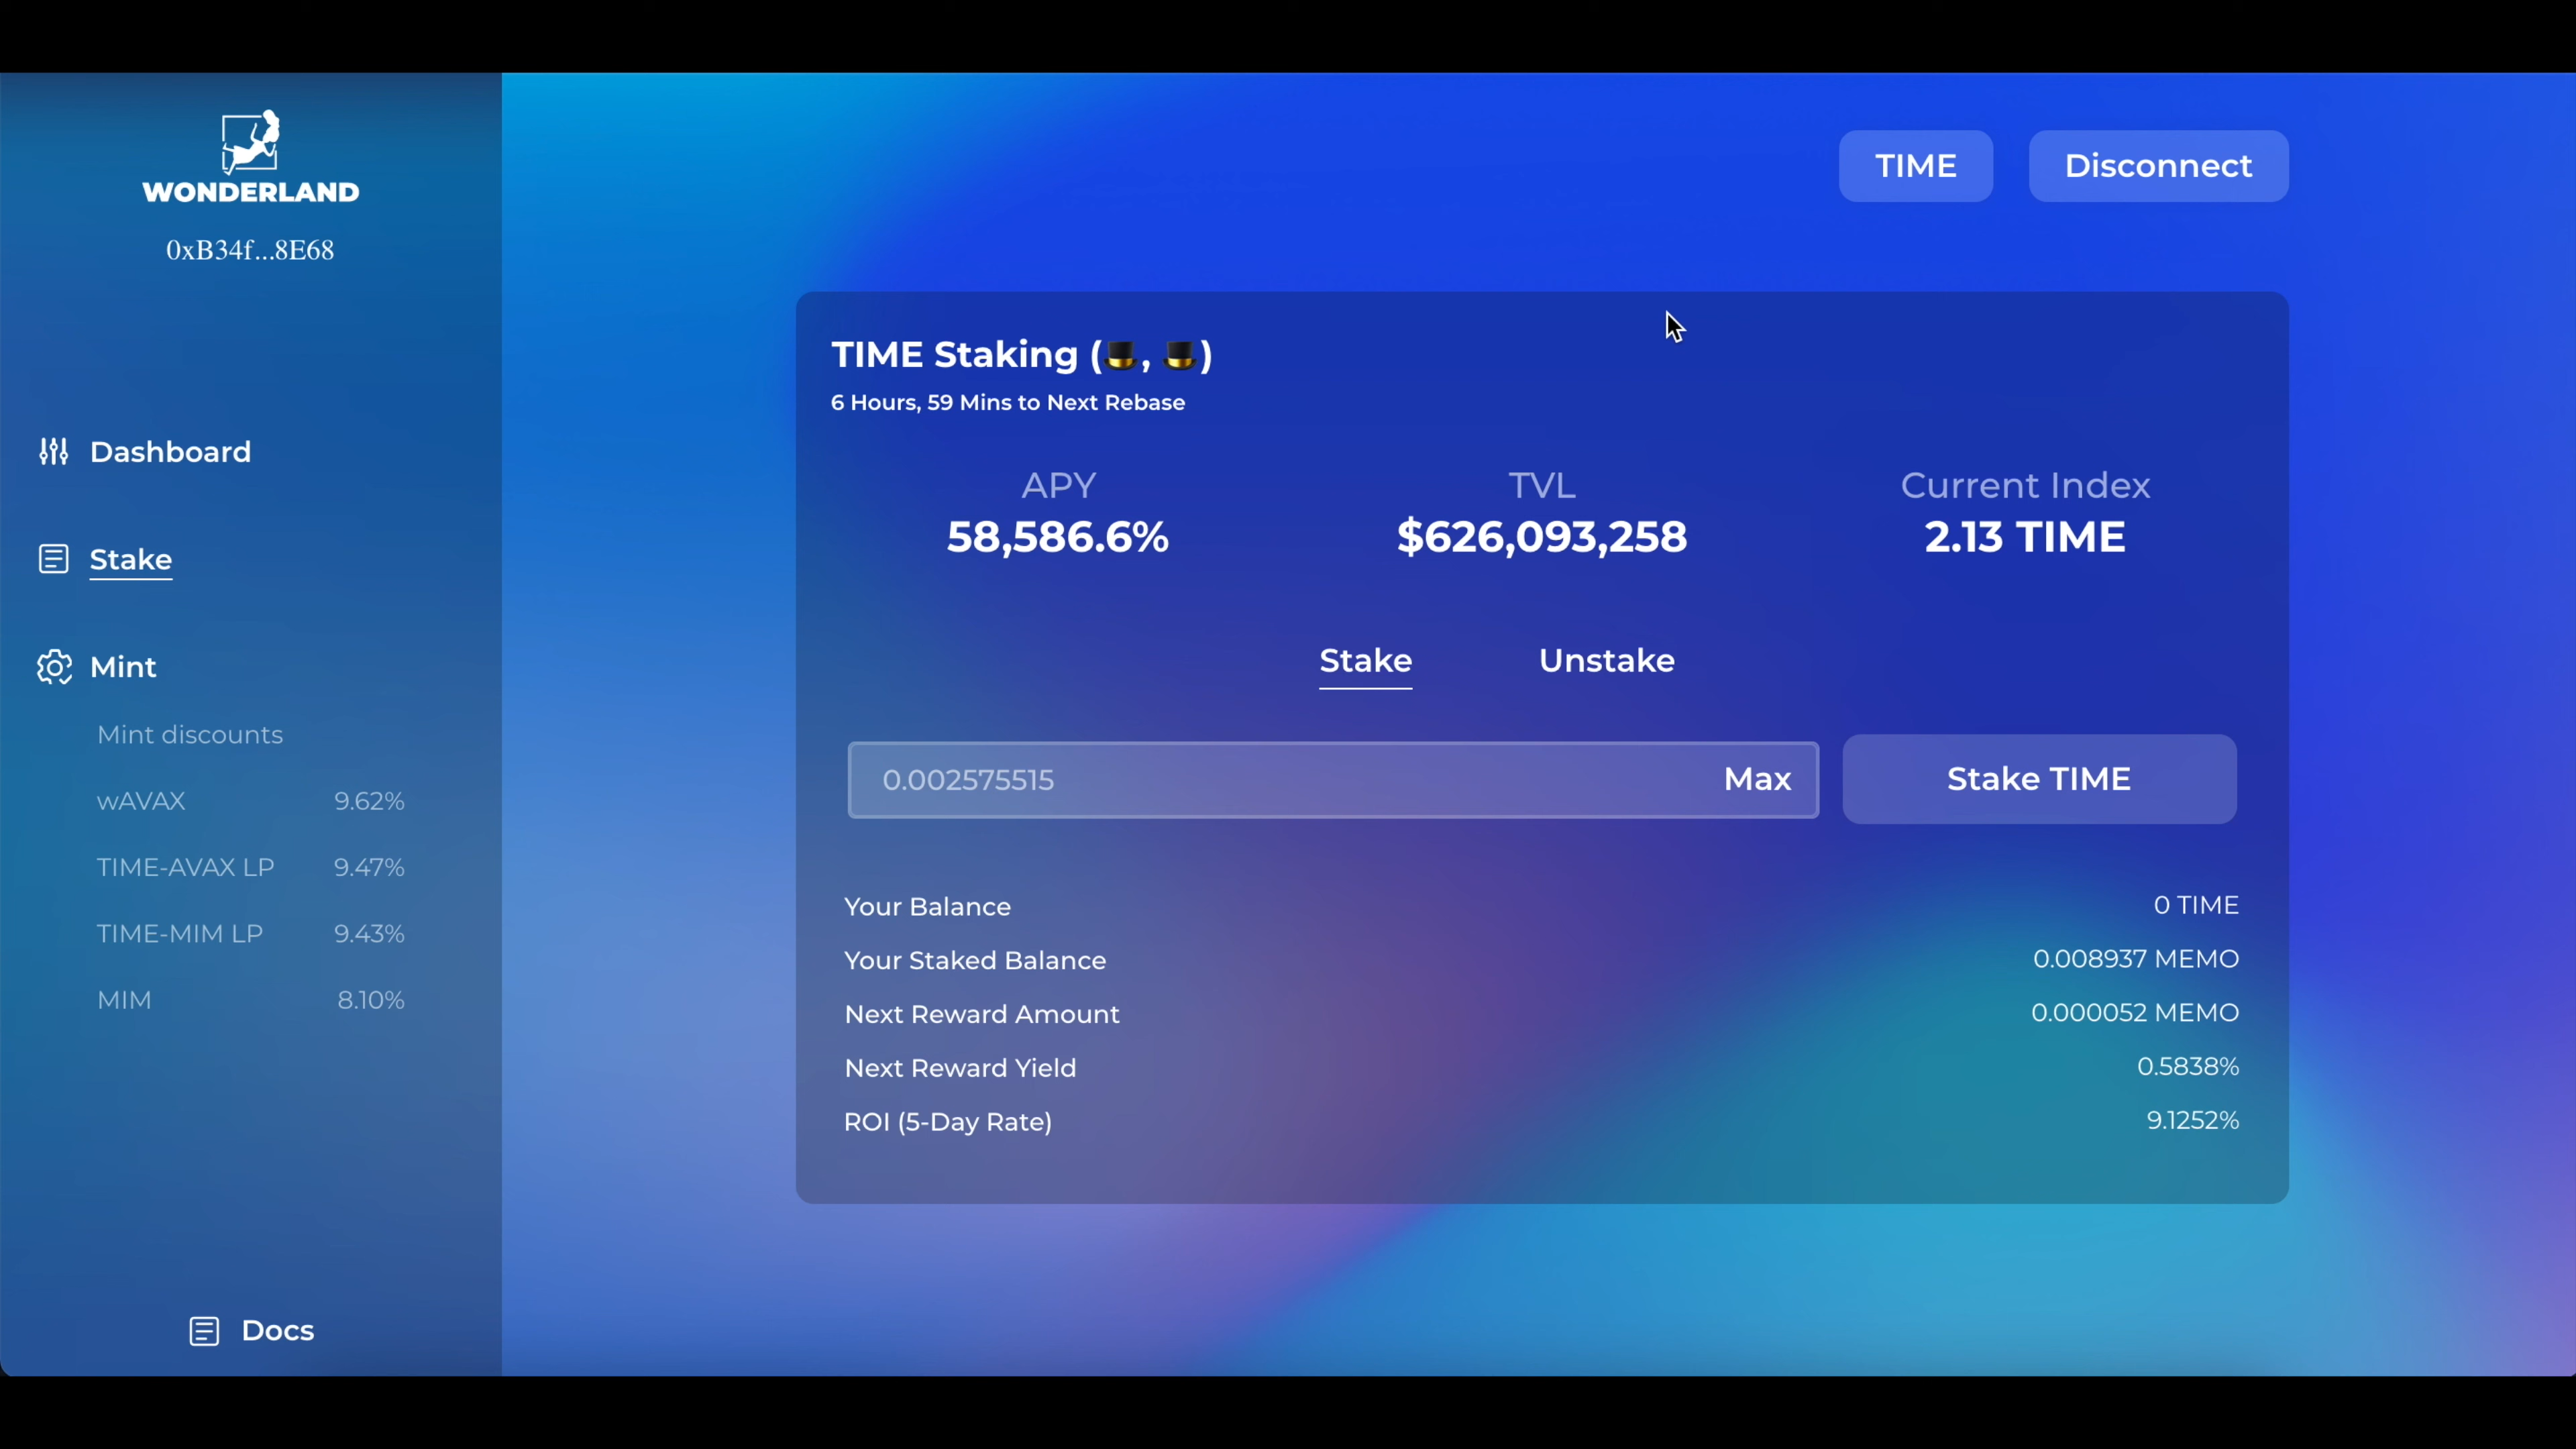 WONDERLAND
0xB34f...8E68
Dashboard
Stake
Mint
Mint discounts
wAVAX 9.62%
TIME-AVAX LP 9.47%
TIME-MIM LP 9.43%
MIM 8.10%
Docs
TIME Disconnect
TIME Staking (🎩, 🎩)
6 Hours, 59 Mins to Next Rebase
APY TVL Current Index
58,586.6% $626,093,258 2.13 TIME
Stake Unstake
0.002575515 Max Stake TIME
Your Balance 0 TIME
Your Staked Balance 0.008937 MEMO
Next Reward Amount 0.000052 MEMO
Next Reward Yield 0.5838%
ROI (5-Day Rate) 9.1252%